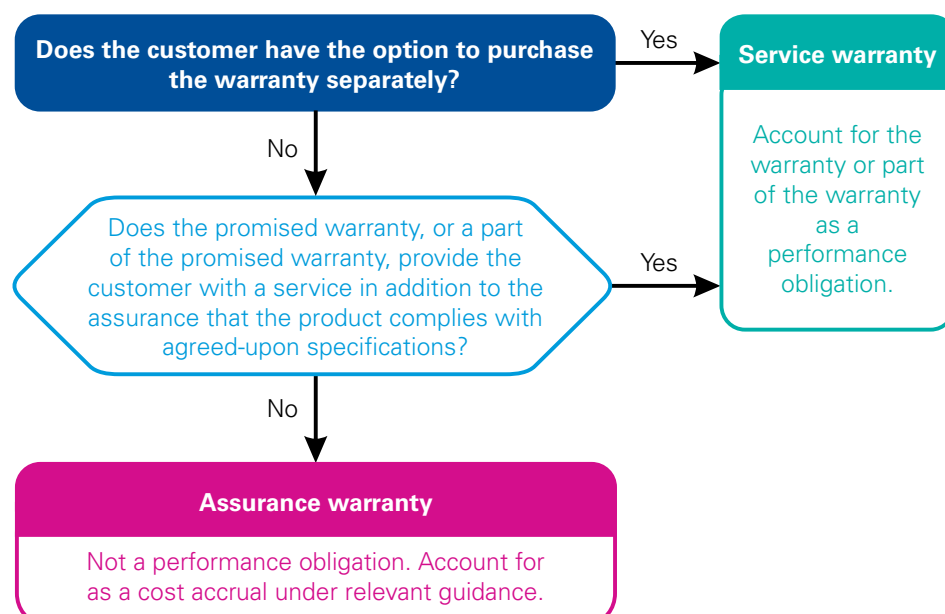 Does the customer have the option to purchase
the warranty separately?
Yes
Service warranty
Account for the
warranty or part
of the warranty
as a
performance
obligation.
No
Does the promised warranty, or a part
of the promised warranty, provide the
customer with a service in addition to the
assurance that the product complies with
agreed-upon specifications?
Yes
No
Assurance warranty
Not a performance obligation. Account for
as a cost accrual under relevant guidance.